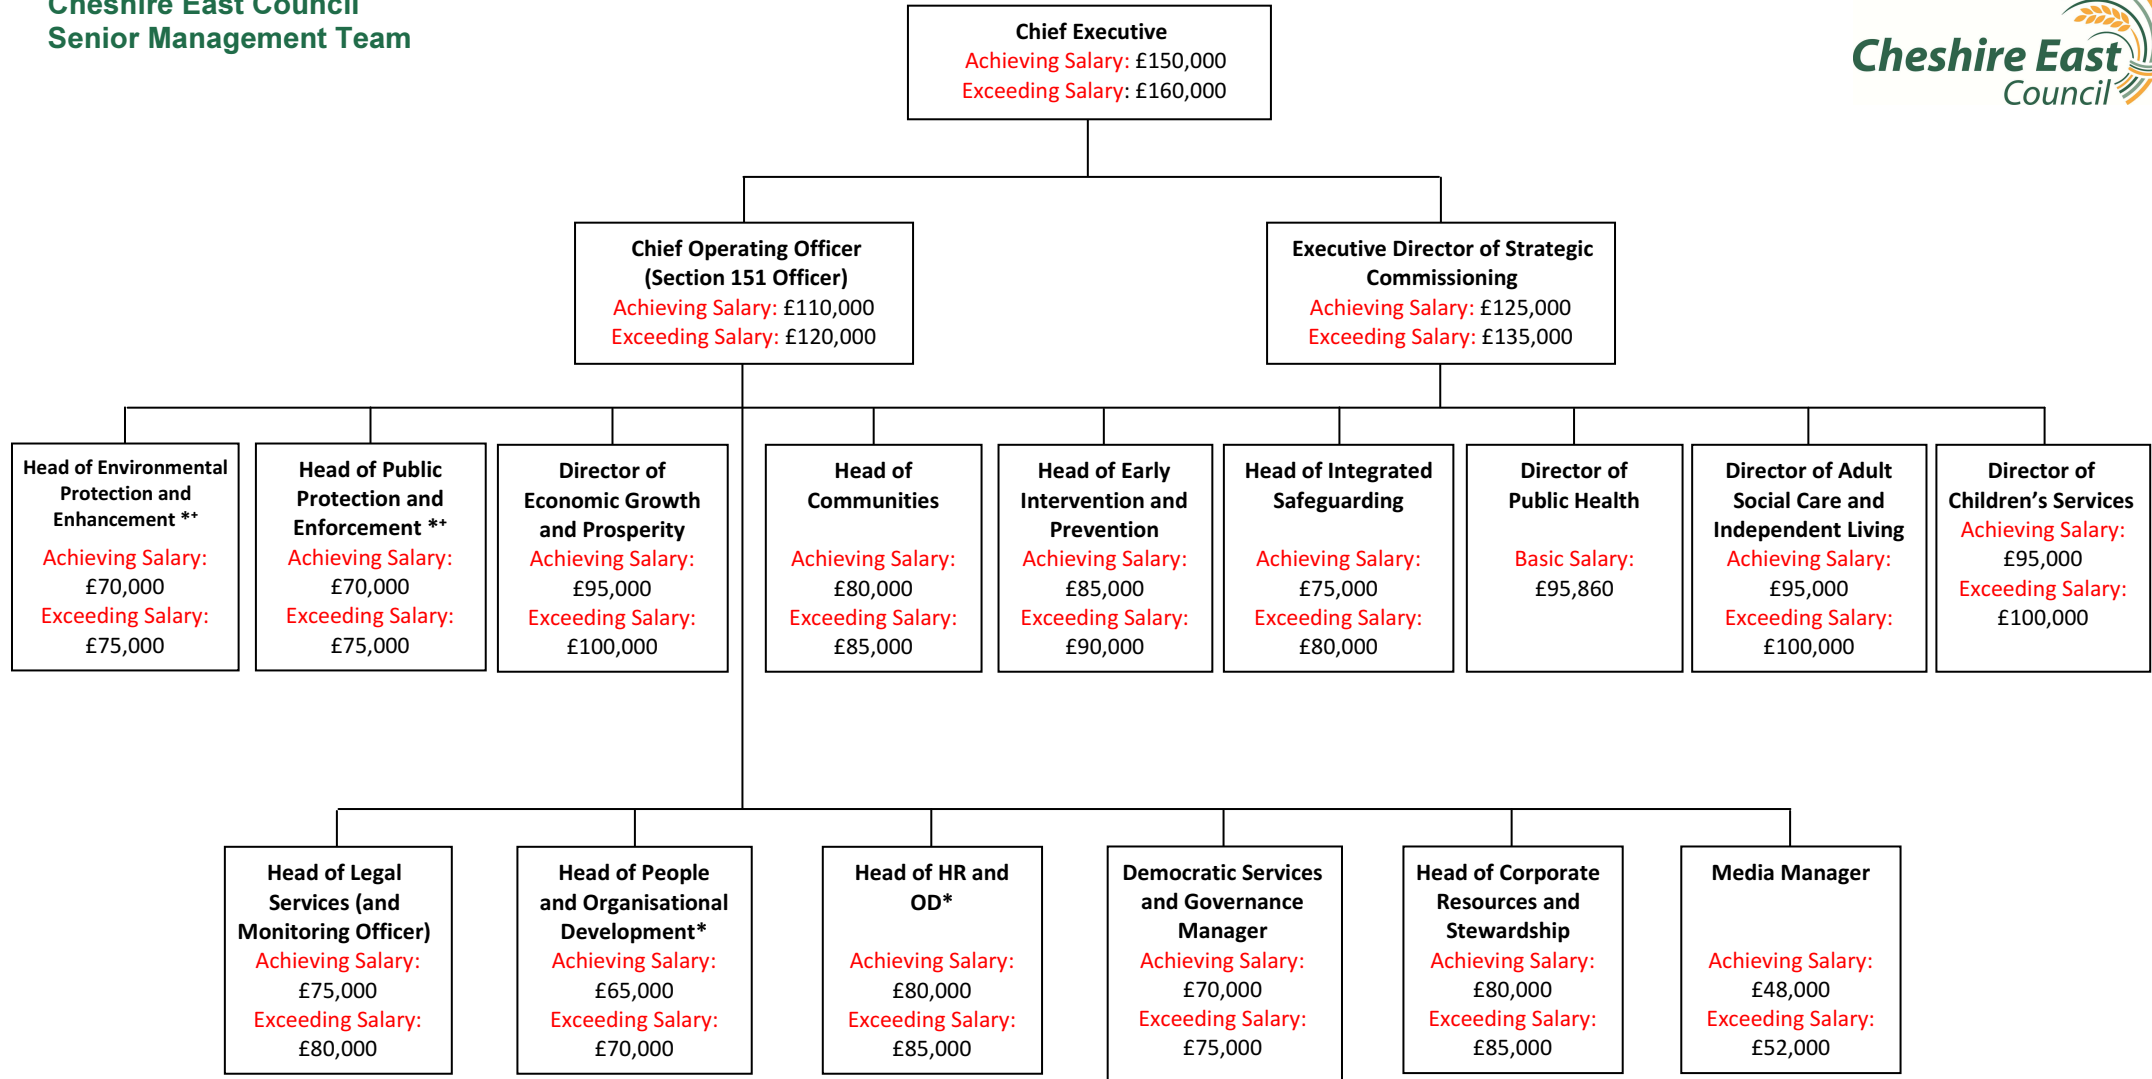 Cheshire East Council
Senior Management Team
Cheshire East
Council
Chief Executive
Achieving Salary: £150,000
Exceeding Salary: £160,000
Chief Operating Officer
(Section 151 Officer)
Achieving Salary: £110,000
Exceeding Salary: £120,000
Executive Director of Strategic
Commissioning
Achieving Salary: £125,000
Exceeding Salary: £135,000
Head of Environmental
Protection and
Enhancement *⁺
Achieving Salary:
£70,000
Exceeding Salary:
£75,000
Head of Public
Protection and
Enforcement *⁺
Achieving Salary:
£70,000
Exceeding Salary:
£75,000
Director of
Economic Growth
and Prosperity
Achieving Salary:
£95,000
Exceeding Salary:
£100,000
Head of
Communities
Achieving Salary:
£80,000
Exceeding Salary:
£85,000
Head of Early
Intervention and
Prevention
Achieving Salary:
£85,000
Exceeding Salary:
£90,000
Head of Integrated
Safeguarding
Achieving Salary:
£75,000
Exceeding Salary:
£80,000
Director of
Public Health
Basic Salary:
£95,860
Director of Adult
Social Care and
Independent Living
Achieving Salary:
£95,000
Exceeding Salary:
£100,000
Director of
Children’s Services
Achieving Salary:
£95,000
Exceeding Salary:
£100,000
Head of Legal
Services (and
Monitoring Officer)
Achieving Salary:
£75,000
Exceeding Salary:
£80,000
Head of People
and Organisational
Development*
Achieving Salary:
£65,000
Exceeding Salary:
£70,000
Head of HR and
OD*
Achieving Salary:
£80,000
Exceeding Salary:
£85,000
Democratic Services
and Governance
Manager
Achieving Salary:
£70,000
Exceeding Salary:
£75,000
Head of Corporate
Resources and
Stewardship
Achieving Salary:
£80,000
Exceeding Salary:
£85,000
Media Manager
Achieving Salary:
£48,000
Exceeding Salary:
£52,000